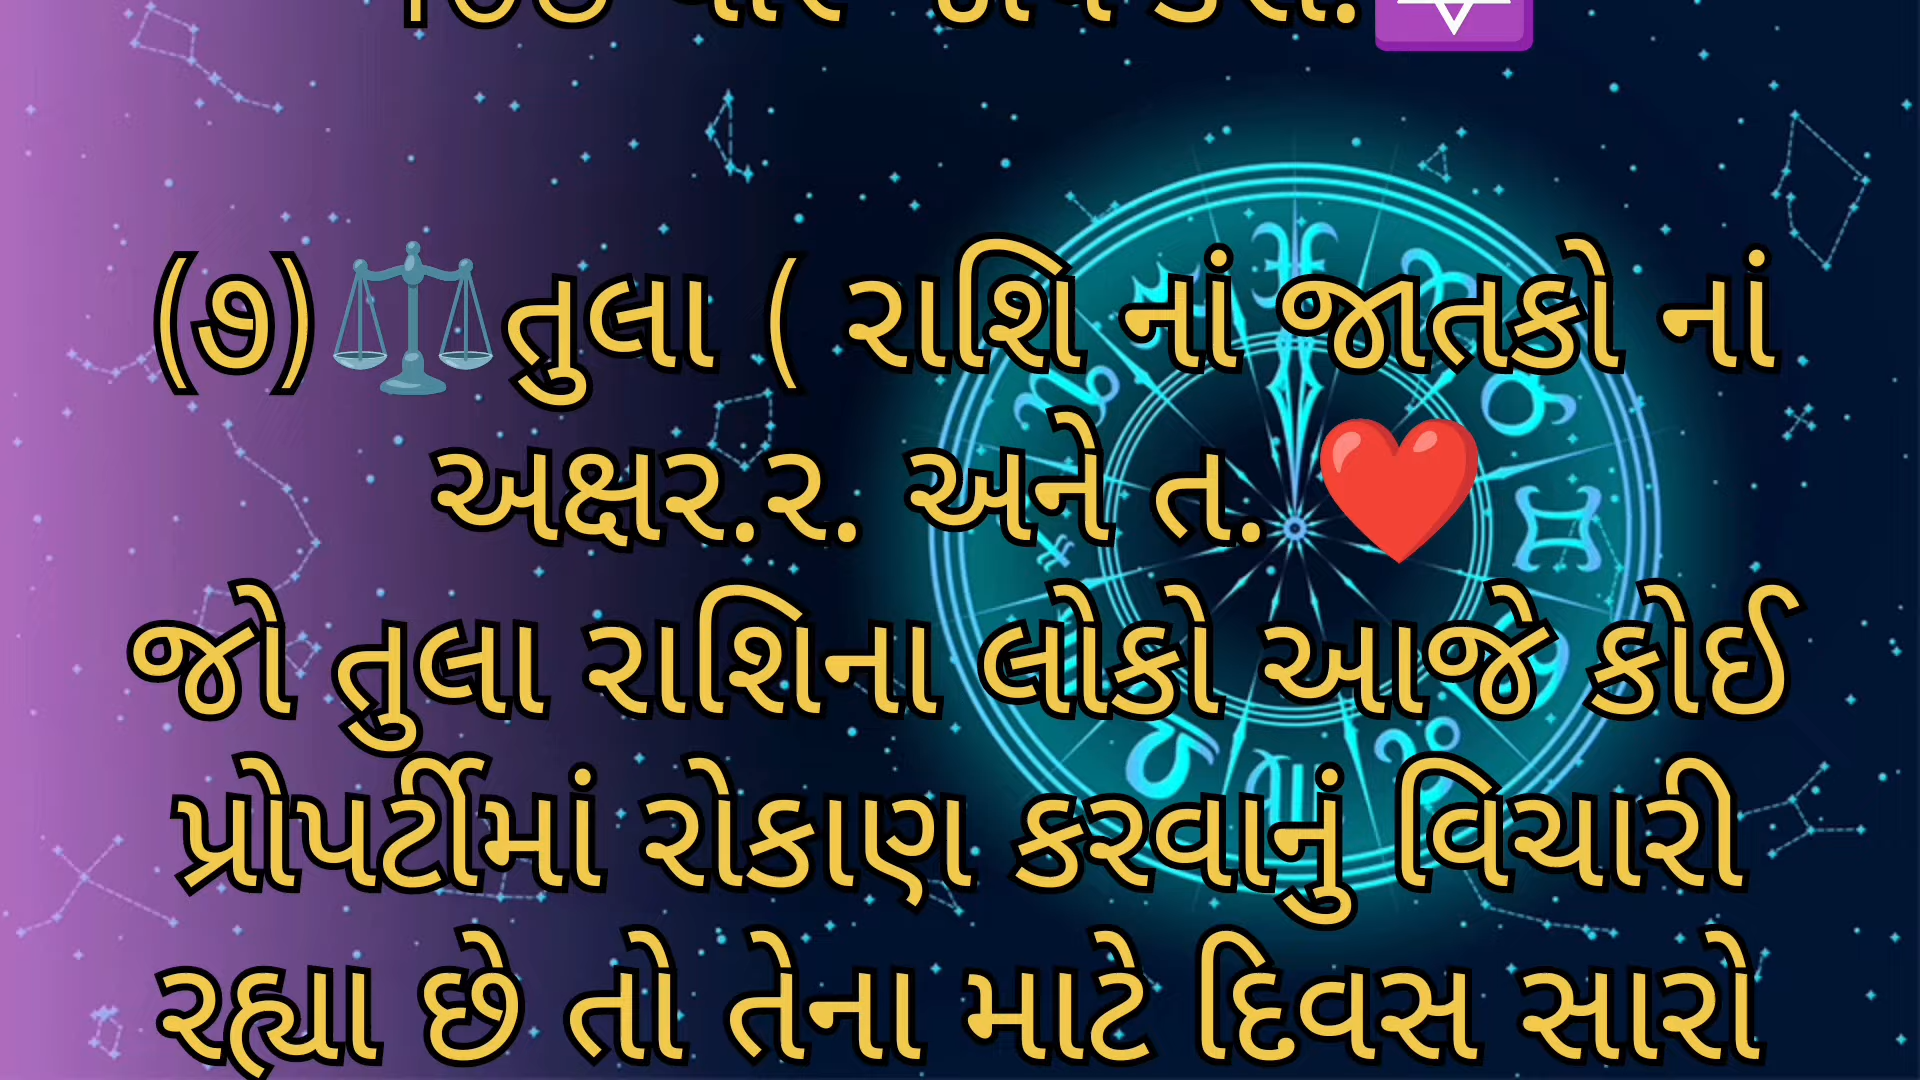 (૭)⚖️તુલા ( રાશિ નાં જાતકો નાં
અક્ષર.ર. અને ત. ❤️
જો તુલા રાશિના લોકો આજે કોઈ
પ્રોપર્ટીમાં રોકાણ કરવાનું વિચારી
રહ્યા છે તો તેના માટે દિવસ સારો